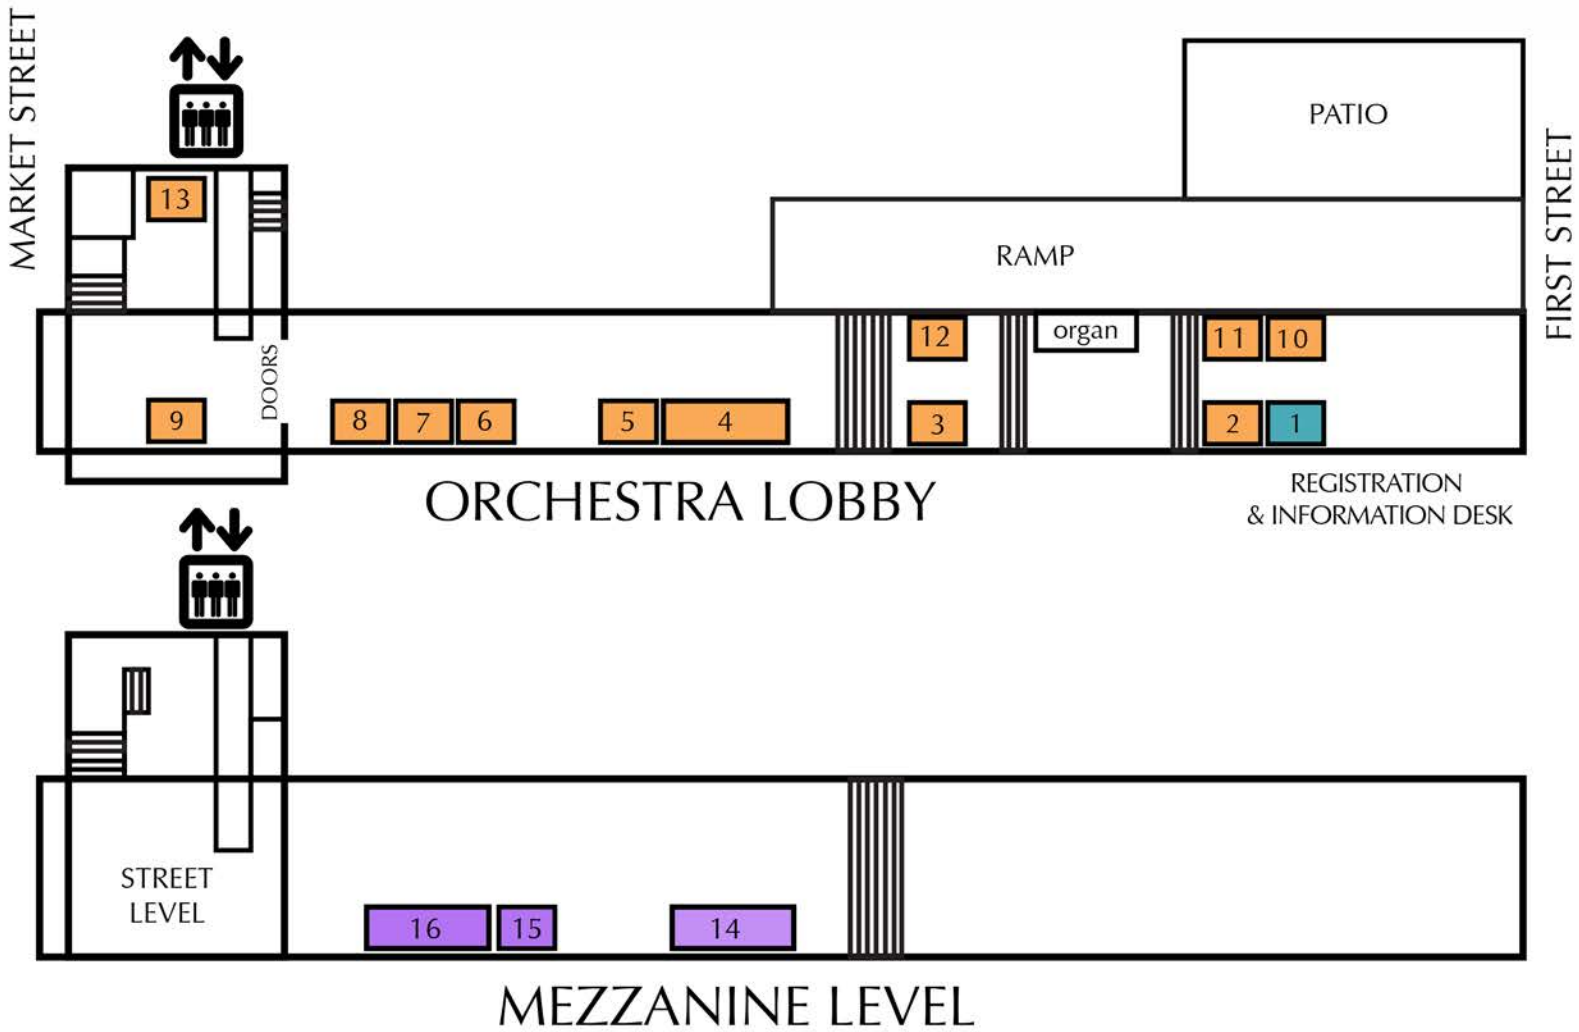 MARKET STREET
PATIO
FIRST STREET
13
RAMP
12
organ
11
10
DOORS
9
8
7
6
5
4
3
2
1
ORCHESTRA LOBBY
REGISTRATION
& INFORMATION DESK
STREET
LEVEL
16
15
14
MEZZANINE LEVEL